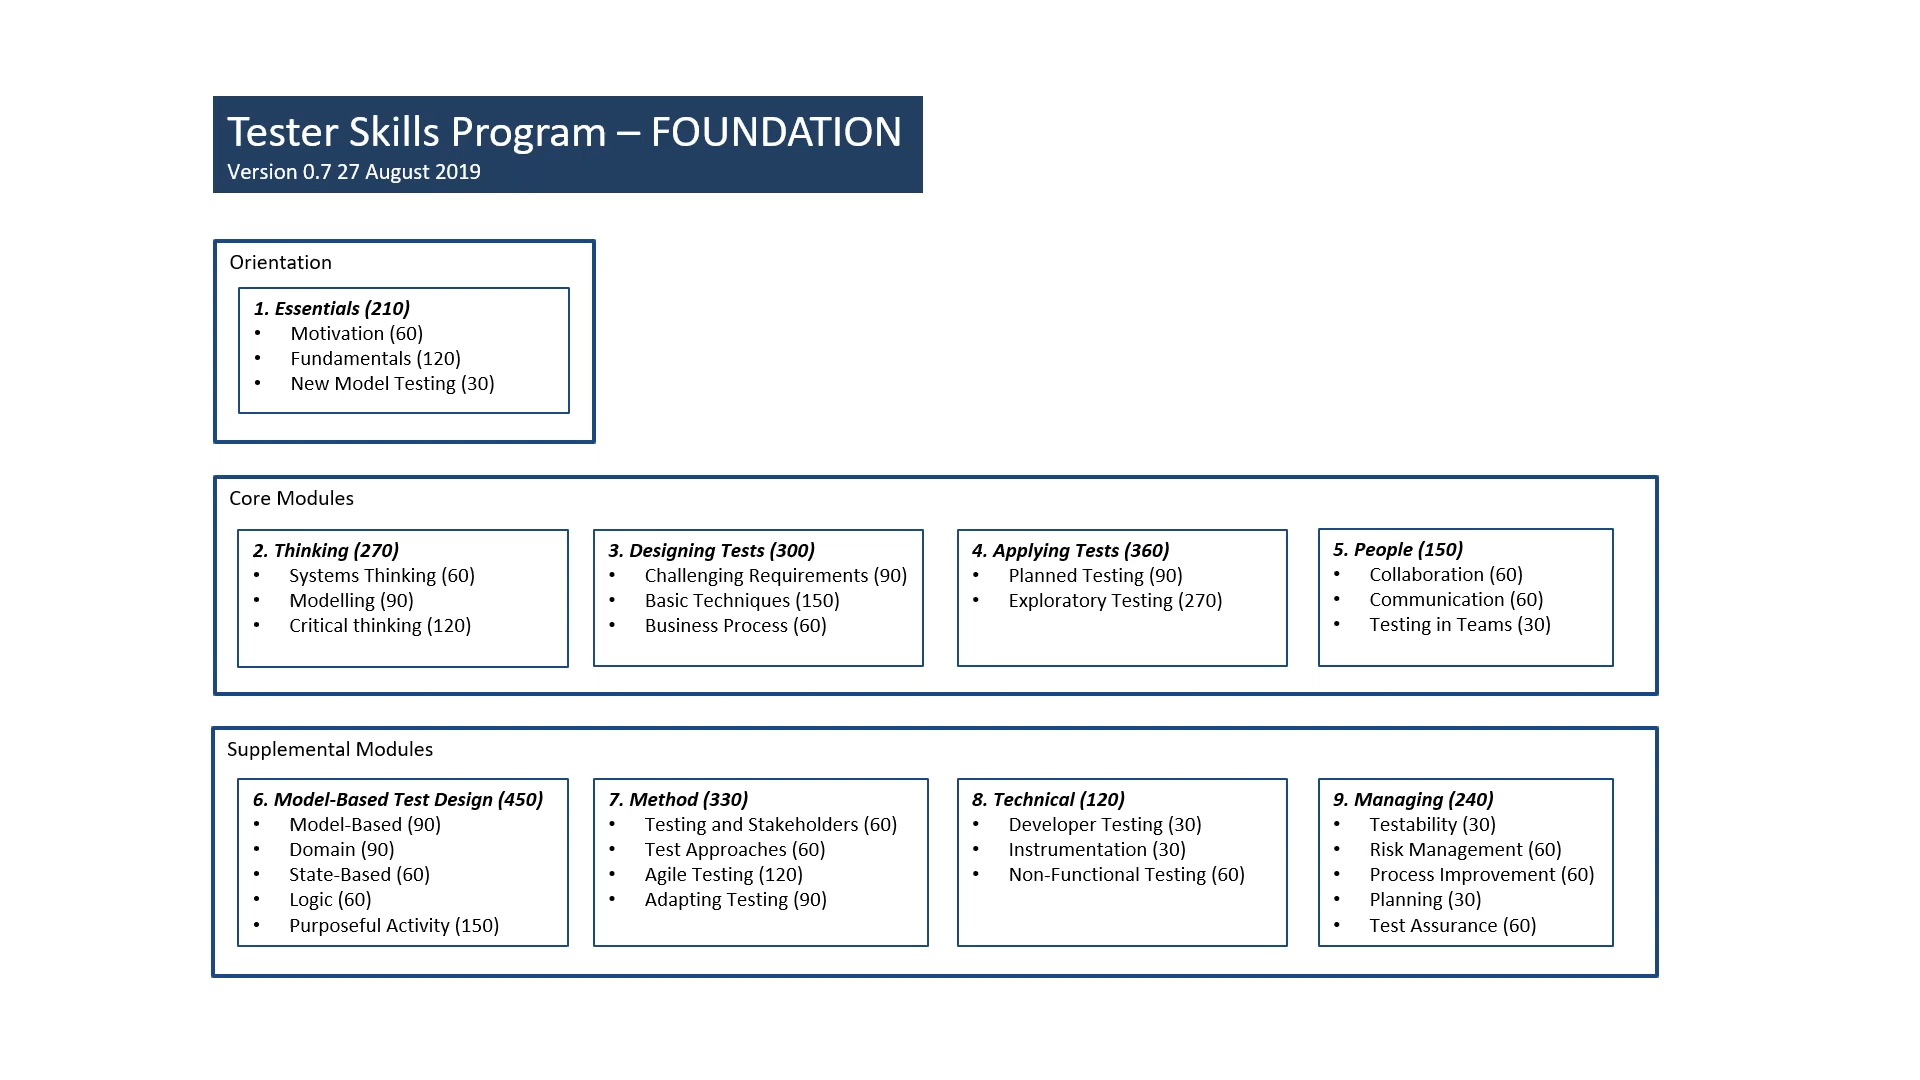 Tester Skills Program – FOUNDATION
Version 0.7 27 August 2019
Orientation
1. Essentials (210)
• Motivation (60)
• Fundamentals (120)
• New Model Testing (30)
Core Modules
2. Thinking (270)
• Systems Thinking (60)
• Modelling (90)
• Critical thinking (120)
3. Designing Tests (300)
• Challenging Requirements (90)
• Basic Techniques (150)
• Business Process (60)
4. Applying Tests (360)
• Planned Testing (90)
• Exploratory Testing (270)
5. People (150)
• Collaboration (60)
• Communication (60)
• Testing in Teams (30)
Supplemental Modules
6. Model-Based Test Design (450)
• Model-Based (90)
• Domain (90)
• State-Based (60)
• Logic (60)
• Purposeful Activity (150)
7. Method (330)
• Testing and Stakeholders (60)
• Test Approaches (60)
• Agile Testing (120)
• Adapting Testing (90)
8. Technical (120)
• Developer Testing (30)
• Instrumentation (30)
• Non-Functional Testing (60)
9. Managing (240)
• Testability (30)
• Risk Management (60)
• Process Improvement (60)
• Planning (30)
• Test Assurance (60)